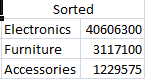 Sorted
Electronics 40606300
Furniture 3117100
Accessories 1229575